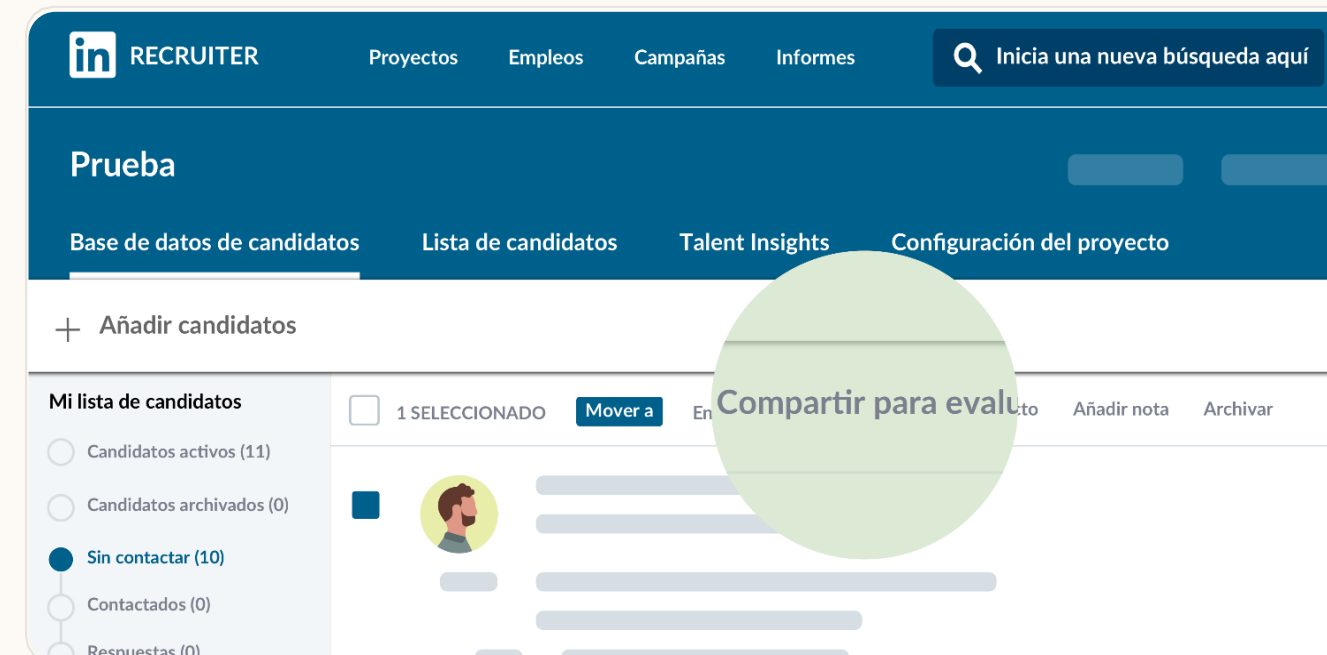 in RECRUITER
Proyectos Empleos Campañas Informes
Inicia una nueva búsqueda aquí
Prueba
Base de datos de candidatos Lista de candidatos Talent Insights Configuración del proyecto
Añadir candidatos
Mi lista de candidatos
1 SELECCIONADO Mover a Compartir para Añadir nota Archivar
Candidatos activos (11)
Candidatos archivados (0)
Sin contactar (10)
Contactados (0)
Respuestas (0)